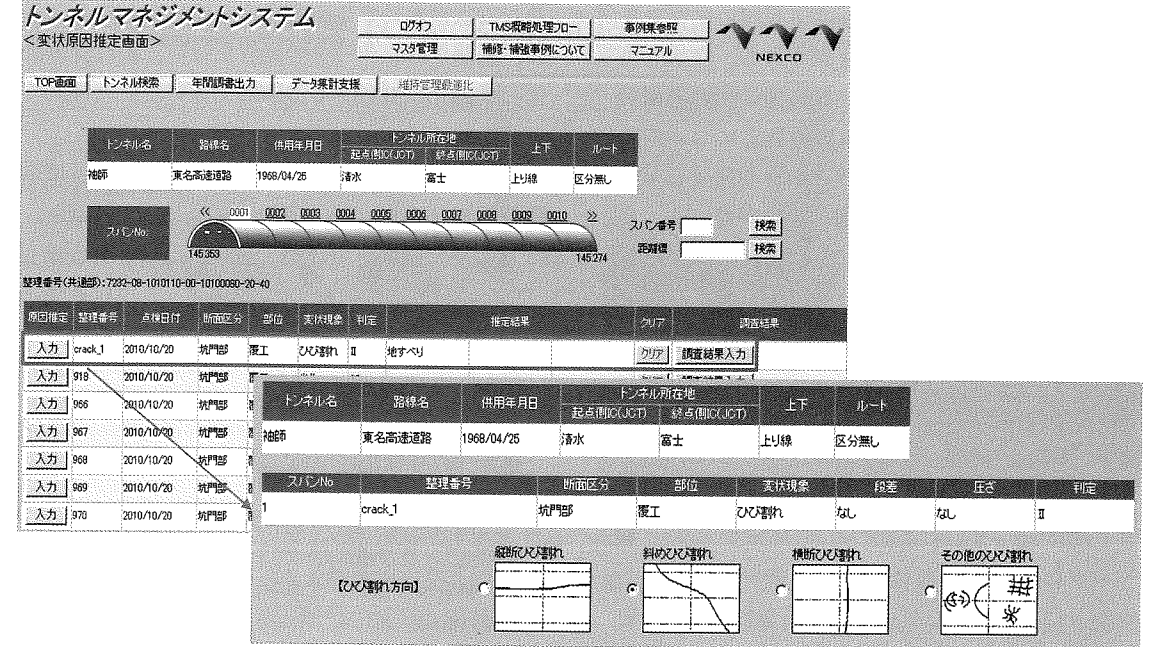 トンネルマネジメントシステム
<変状原因推定画面>
ログオフ TMS概略処理フロー 事例集参照
マスタ管理 補修・補強事例について マニュアル
NEXCO
TOP画面 トンネル検索 年間調書出力 データ集計支援 維持管理最適化
トンネル名 路線名 供用年月日 トンネル所在地 上下 ルート
起点側IC(JCT) 終点側IC(JCT)
袖師 東名高速道路 1968/04/25 清水 富士 上り線 区分無し
スパンNo.
<< 0001 0002 0003 0004 0005 0006 0007 0008 0009 0010 >>
145.353 145.274
スパン番号 検索
距離標 検索
整理番号(共通部):7232-08-1010110-00-10100060-20-40
原因推定 整理番号 点検日付 断面区分 部位 変状現象 判定 推定結果 クリア 調査結果
入力 crack_1 2010/10/20 坑門部 覆工 ひび割れ II 地すべり クリア 調査結果入力
入力 918 2010/10/20 坑門部
入力 966 2010/10/20 坑門部
入力 967 2010/10/20 坑門部
入力 968 2010/10/20 坑門部
入力 969 2010/10/20 坑門部
入力 970 2010/10/20 坑門部
トンネル名 路線名 供用年月日 トンネル所在地 上下 ルート
起点側IC(JCT) 終点側IC(JCT)
袖師 東名高速道路 1968/04/25 清水 富士 上り線 区分無し
スパンNo 整理番号 断面区分 部位 変状現象 段差 圧ざ 判定
1 crack_1 坑門部 覆工 ひび割れ なし なし II
縦断ひび割れ 斜めひび割れ 横断ひび割れ その他のひび割れ
【ひび割れ方向】